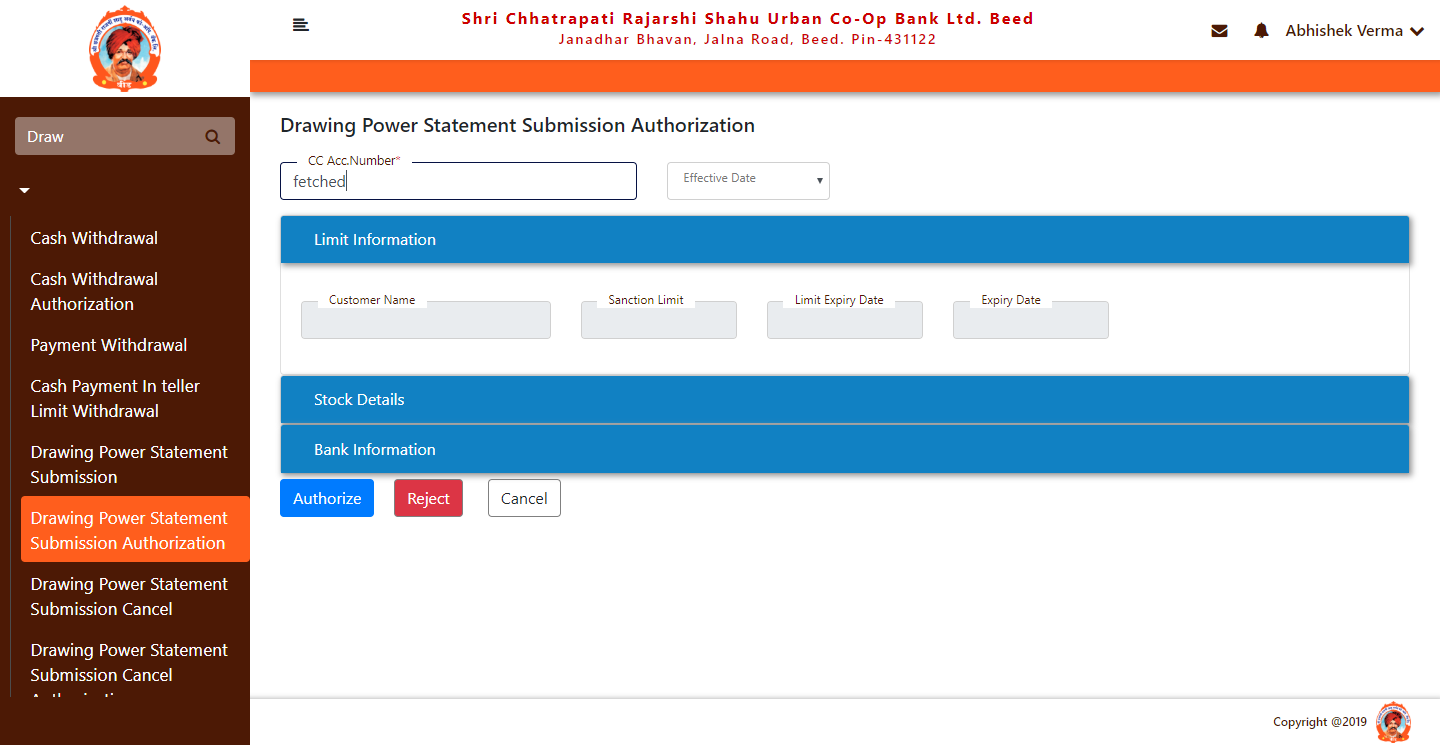 Shri Chhatrapati Rajarshi Shahu Urban Co-Op Bank Ltd. Beed
Janadhar Bhavan, Jalna Road, Beed. Pin-431122
Abhishek Verma
Draw
Cash Withdrawal
Cash Withdrawal
Authorization
Payment Withdrawal
Cash Payment In teller
Limit Withdrawal
Drawing Power Statement
Submission
Drawing Power Statement
Submission Authorization
Drawing Power Statement
Submission Cancel
Drawing Power Statement
Submission Cancel
Drawing Power Statement Submission Authorization
CC Acc.Number*
fetched
Effective Date
Limit Information
Customer Name
Sanction Limit
Limit Expiry Date
Expiry Date
Stock Details
Bank Information
Authorize
Reject
Cancel
Copyright @2019